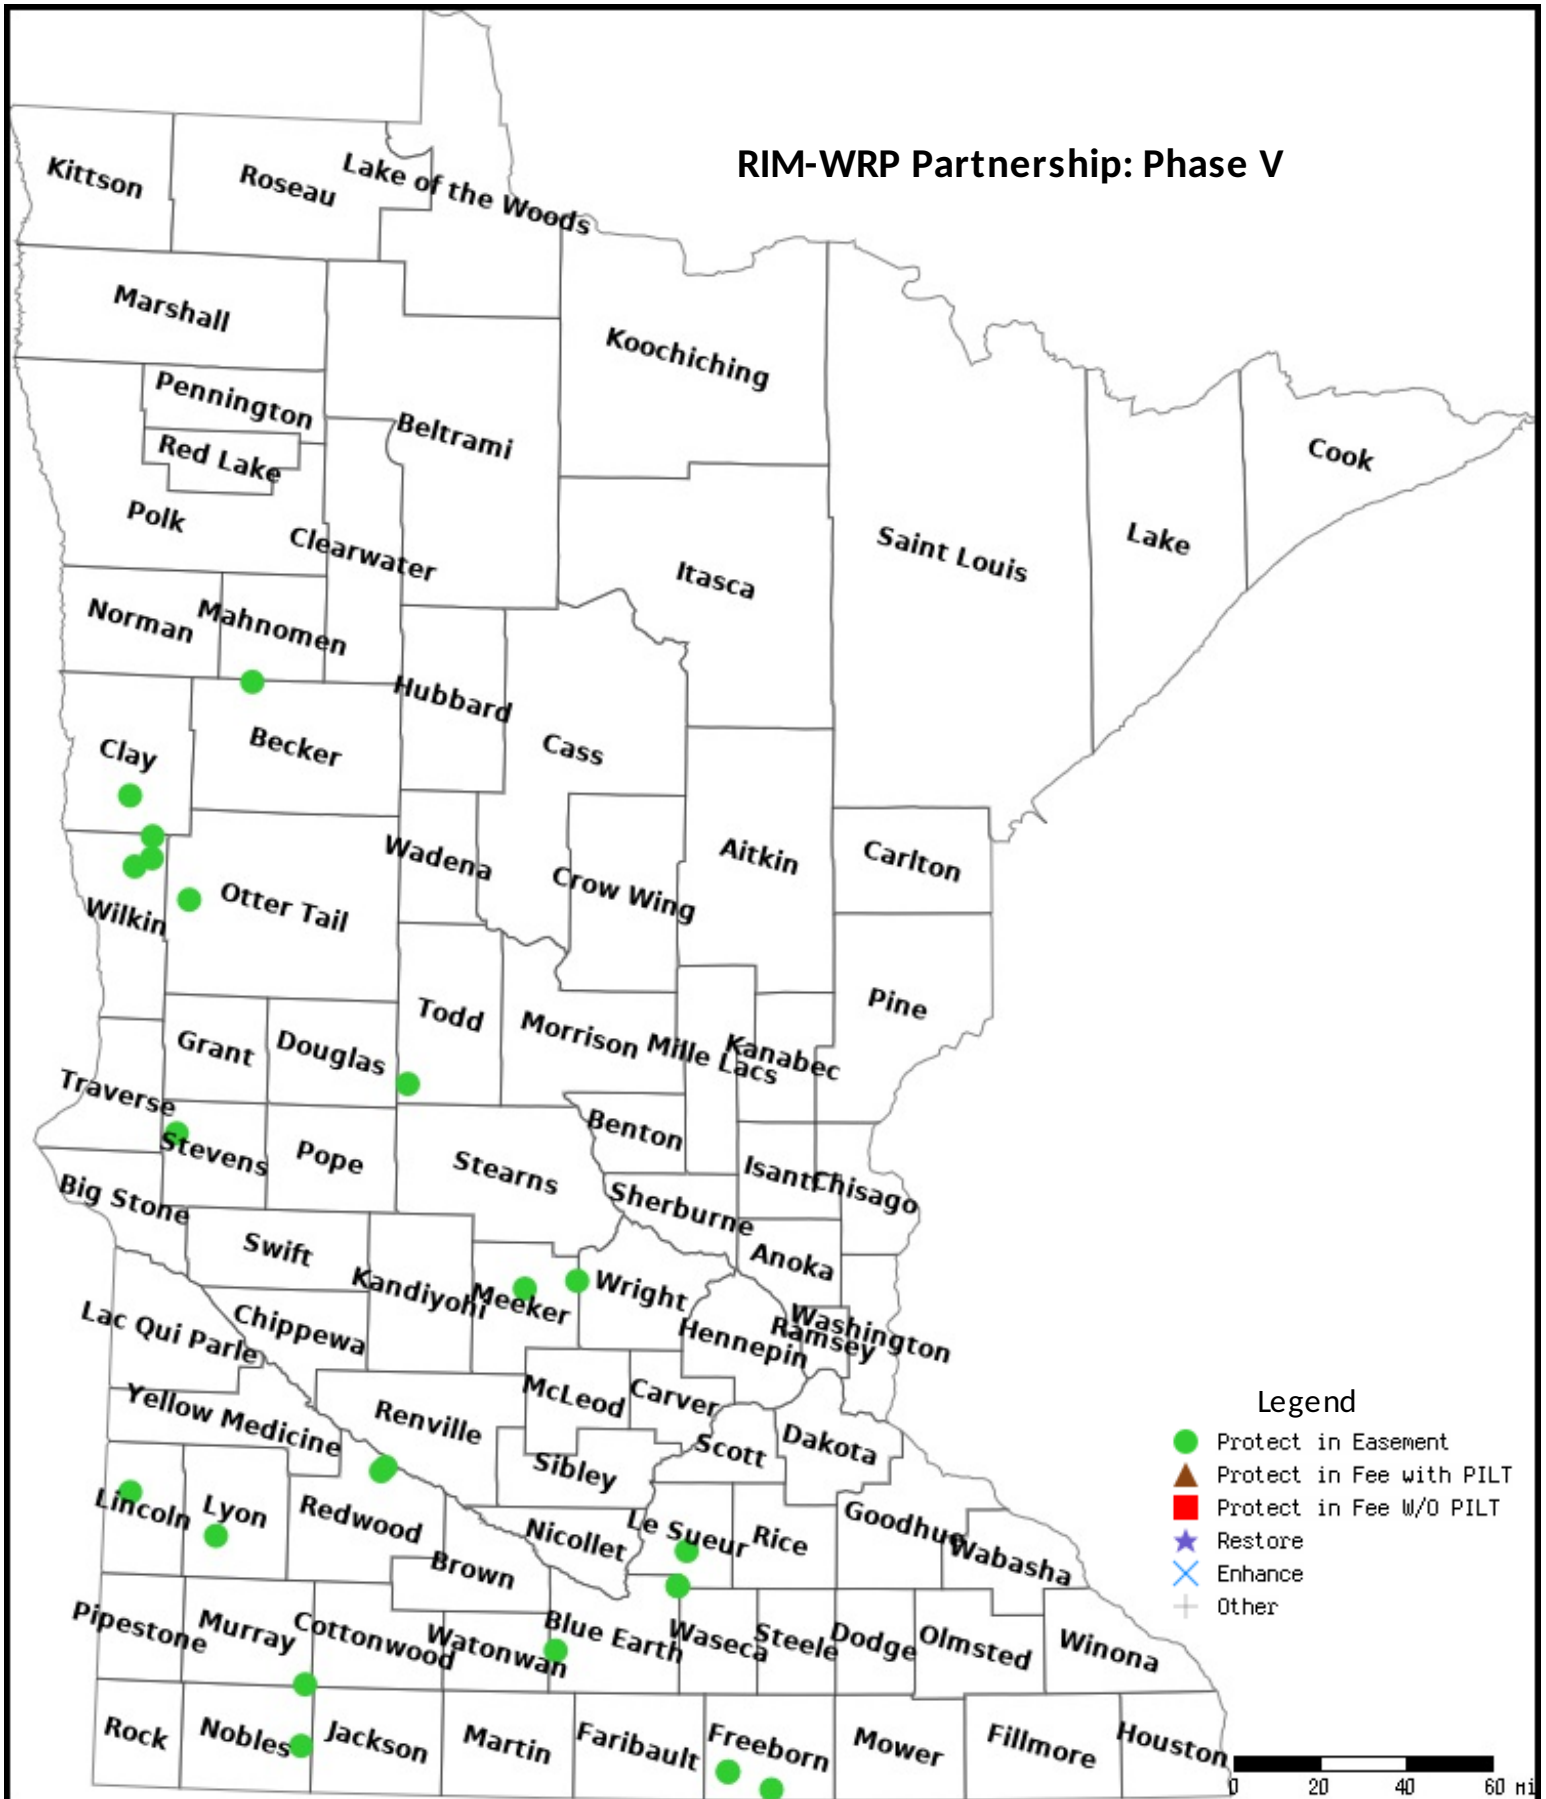 RIM-WRP Partnership: Phase V
Kittson
Roseau
Lake of the Woods
Marshall
Koochiching
Pennington
Beltrami
Red Lake
Cook
Polk
Clearwater
Saint Louis
Lake
Itasca
Norman
Mahnomen
Hubbard
Clay
Becker
Cass
Wadena
Aitkin
Carlton
Crow Wing
Otter Tail
Wilkin
Pine
Todd
Morrison
Mille Lacs
Kanabec
Grant
Douglas
Traverse
Benton
Stevens
Pope
Stearns
Isanti
Chisago
Big Stone
Sherburne
Swift
Anoka
Kandiyohi
Meeker
Wright
Washington
Ramsey
Hennepin
Lac Qui Parle
Chippewa
McLeod
Carver
Yellow Medicine
Renville
Scott
Dakota
Sibley
Legend
Protect in Easement
Protect in Fee with PILT
Protect in Fee W/O PILT
Restore
Enhance
Other
Lincoln
Lyon
Redwood
Nicollet
Le Sueur
Rice
Goodhue
Wabasha
Brown
Pipestone
Murray
Cottonwood
Watonwan
Blue Earth
Waseca
Steele
Dodge
Olmsted
Winona
Rock
Nobles
Jackson
Martin
Faribault
Freeborn
Mower
Fillmore
Houston
0 20 40 60 mi